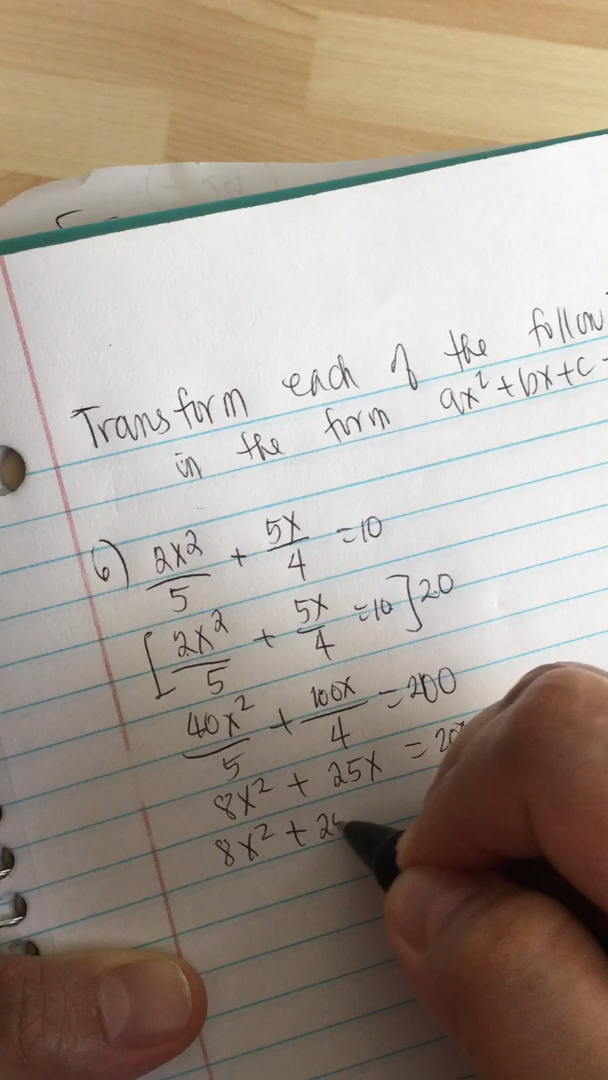 Transform each of the
in the form ax² + bx + c
6) 2x²/5 + 5x/4 = 10
[2x²/5 + 5x/4 = 10] 20
40x²/5 + 100x/4 = 200
8x² + 25x = 20
8x² + 2